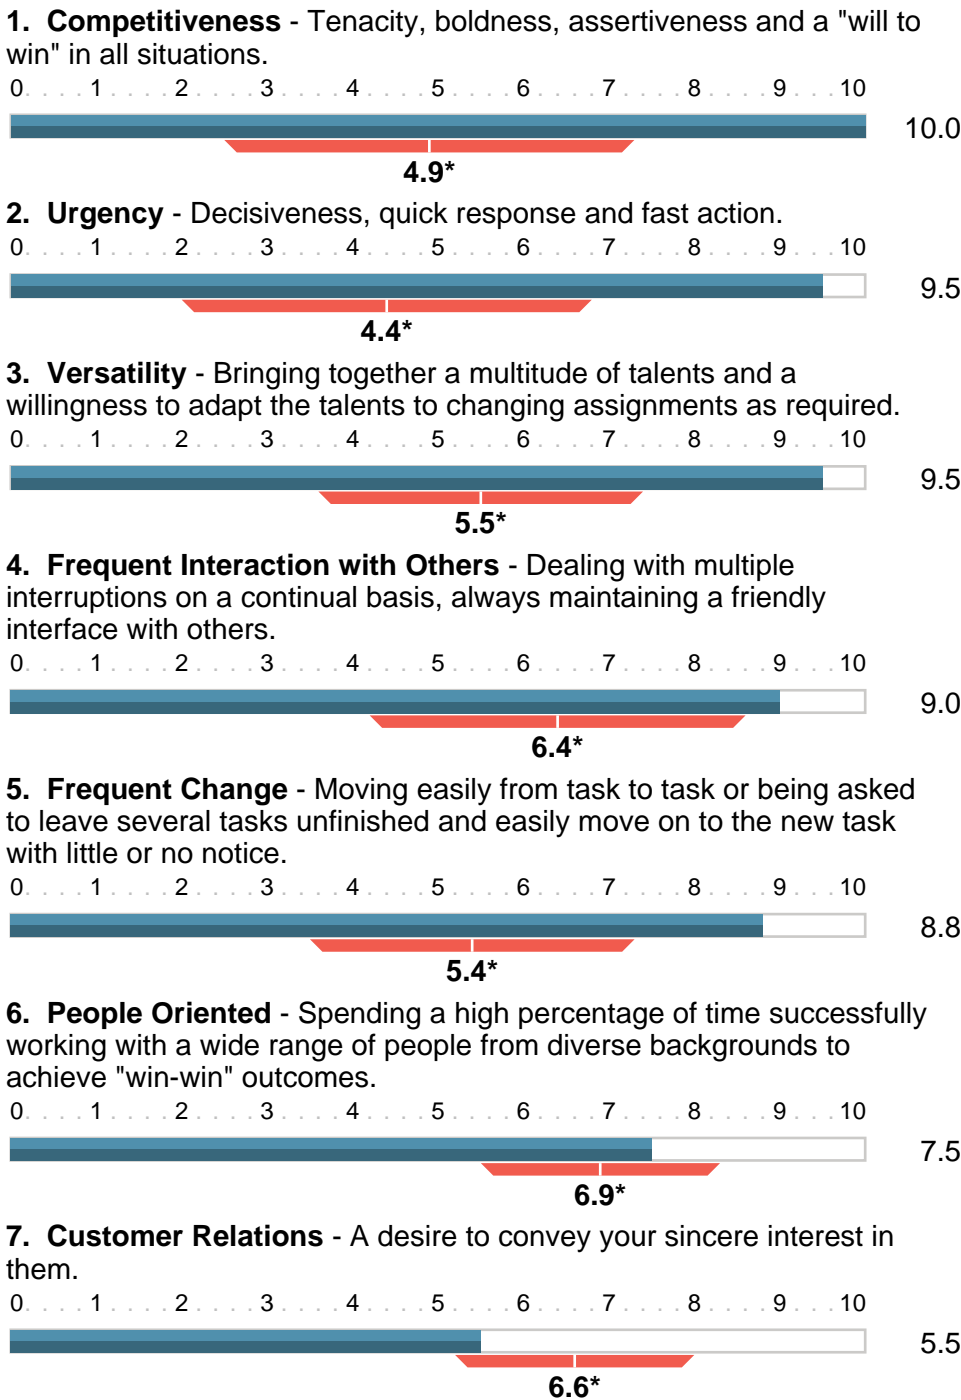 1. Competitiveness - Tenacity, boldness, assertiveness and a "will to
win" in all situations.
0. . . . 1 . . . . 2 . . . . 3 . . . . 4 . . . . 5 . . . . 6 . . . . 7 . . . . 8 . . . . 9 . . . 10
10.0
4.9*
2. Urgency - Decisiveness, quick response and fast action.
0. . . . 1 . . . . 2 . . . . 3 . . . . 4 . . . . 5 . . . . 6 . . . . 7 . . . . 8 . . . . 9 . . . 10
9.5
4.4*
3. Versatility - Bringing together a multitude of talents and a
willingness to adapt the talents to changing assignments as required.
0. . . . 1 . . . . 2 . . . . 3 . . . . 4 . . . . 5 . . . . 6 . . . . 7 . . . . 8 . . . . 9 . . . 10
9.5
5.5*
4. Frequent Interaction with Others - Dealing with multiple
interruptions on a continual basis, always maintaining a friendly
interface with others.
0. . . . 1 . . . . 2 . . . . 3 . . . . 4 . . . . 5 . . . . 6 . . . . 7 . . . . 8 . . . . 9 . . . 10
9.0
6.4*
5. Frequent Change - Moving easily from task to task or being asked
to leave several tasks unfinished and easily move on to the new task
with little or no notice.
0. . . . 1 . . . . 2 . . . . 3 . . . . 4 . . . . 5 . . . . 6 . . . . 7 . . . . 8 . . . . 9 . . . 10
8.8
5.4*
6. People Oriented - Spending a high percentage of time successfully
working with a wide range of people from diverse backgrounds to
achieve "win-win" outcomes.
0. . . . 1 . . . . 2 . . . . 3 . . . . 4 . . . . 5 . . . . 6 . . . . 7 . . . . 8 . . . . 9 . . . 10
7.5
6.9*
7. Customer Relations - A desire to convey your sincere interest in
them.
0. . . . 1 . . . . 2 . . . . 3 . . . . 4 . . . . 5 . . . . 6 . . . . 7 . . . . 8 . . . . 9 . . . 10
5.5
6.6*